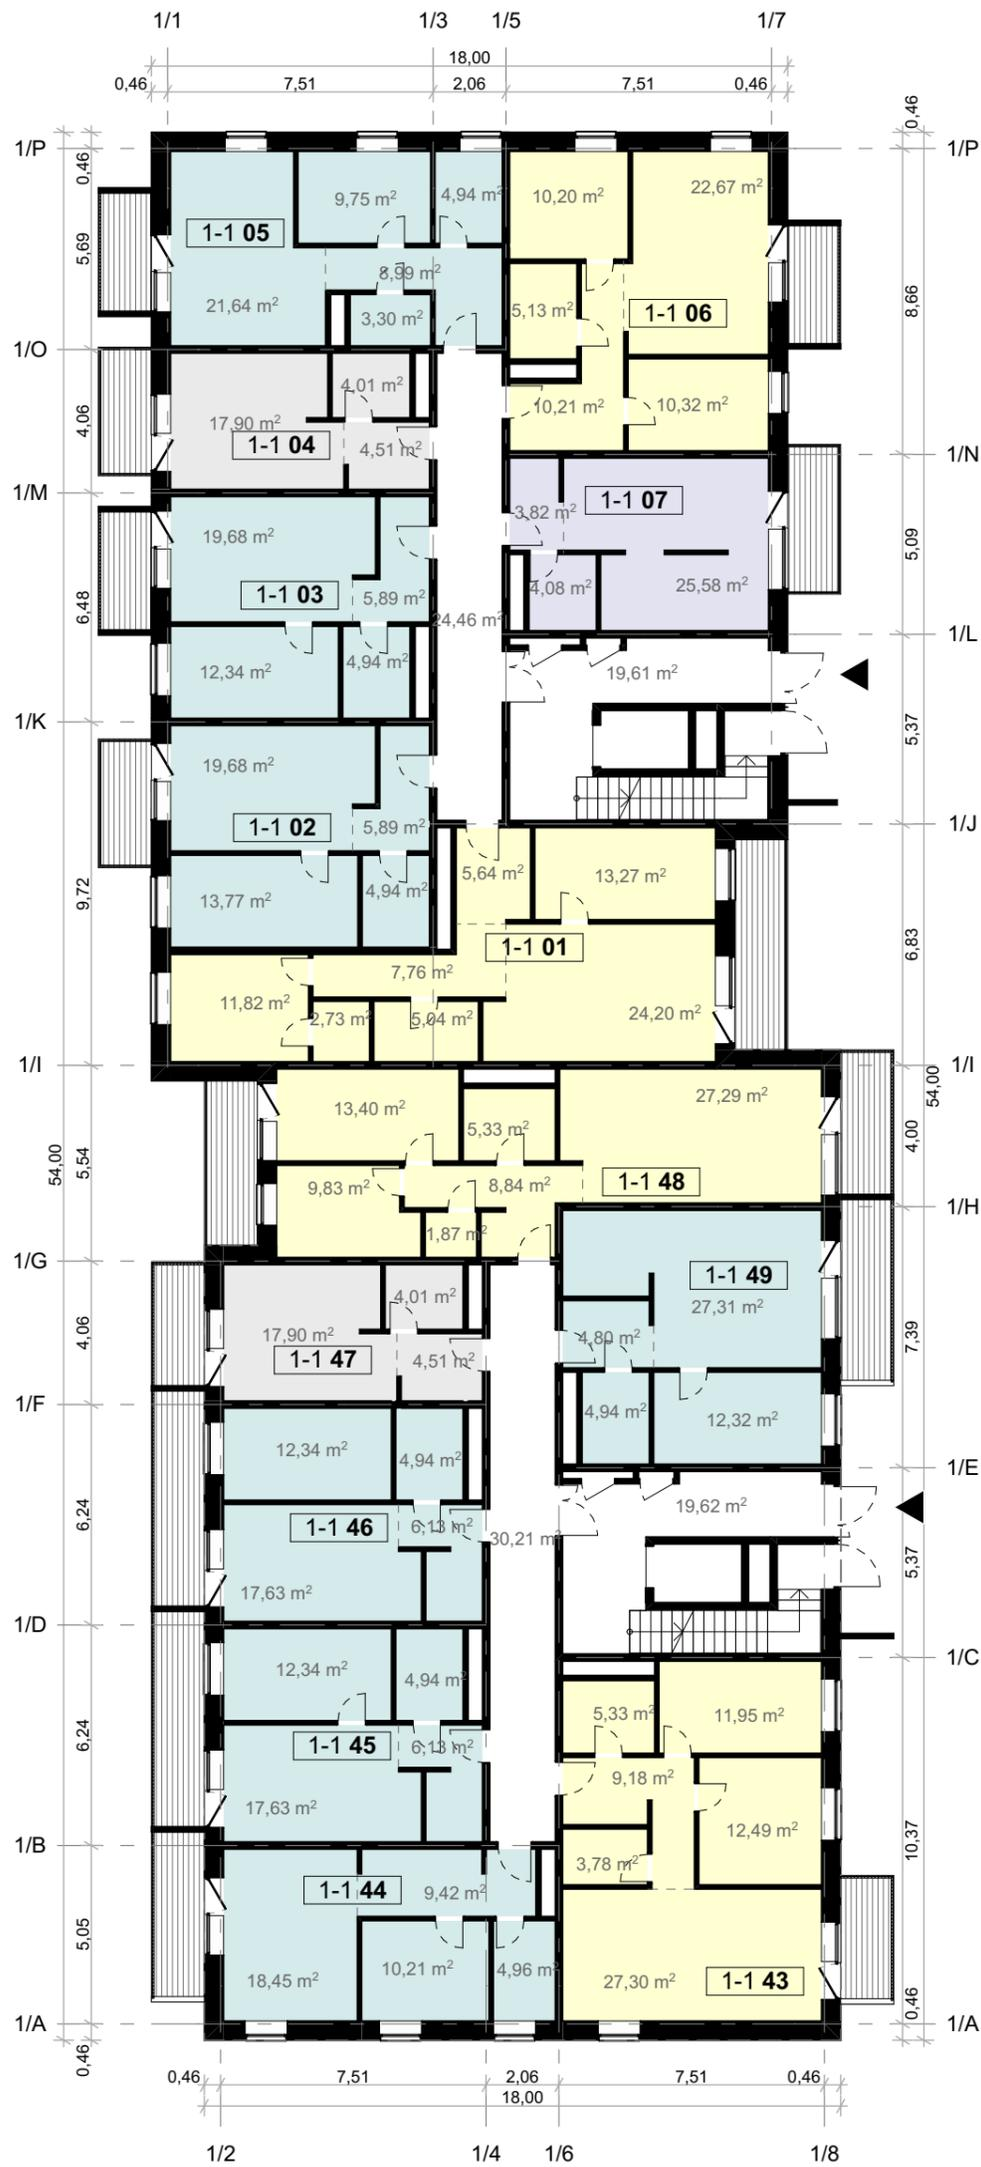 1/1 1/3 1/5 1/7
18,00
0,46 7,51 2,06 7,51 0,46
0,46
1/P 1/P
0,46
9,75 m² 4,94 m² 10,20 m² 22,67 m²
1-1 05
5,69
8,99 m²
8,66
21,64 m² 3,30 m² 5,13 m² 1-1 06
1/O
4,01 m²
10,21 m² 10,32 m²
4,06
17,90 m²
1-1 04 4,51 m²
1/N
1/M
1-1 07
3,82 m²
19,68 m²
5,09
4,08 m² 25,58 m²
1-1 03 5,89 m²
6,48
24,46 m²
1/L
12,34 m² 4,94 m² 19,61 m²
1/K
5,37
19,68 m²
1-1 02 5,89 m²
1/J
9,72
13,77 m² 4,94 m² 5,64 m² 13,27 m²
1-1 01
6,83
7,76 m²
11,82 m² 2,73 m² 5,04 m² 24,20 m²
1/I 1/I
54,00
27,29 m²
13,40 m² 5,33 m²
4,00
54,00
5,54
9,83 m² 8,84 m² 1-1 48
1/H
1,87 m²
1/G
1-1 49
4,01 m² 27,31 m²
4,06
17,90 m² 4,80 m²
7,39
1-1 47 4,51 m²
1/F
4,94 m² 12,32 m²
12,34 m² 4,94 m²
1/E
6,24
19,62 m²
1-1 46 6,13 m² 30,21 m²
5,37
17,63 m²
1/D
1/C
12,34 m² 4,94 m²
5,33 m² 11,95 m²
6,24
1-1 45 6,13 m²
9,18 m²
17,63 m²
12,49 m²
10,37
1/B
3,78 m²
1-1 44 9,42 m²
5,05
18,45 m² 10,21 m² 4,96 m² 27,30 m² 1-1 43
0,46
1/A 1/A
0,46
0,46 7,51 2,06 7,51 0,46
18,00
1/2 1/4 1/6 1/8